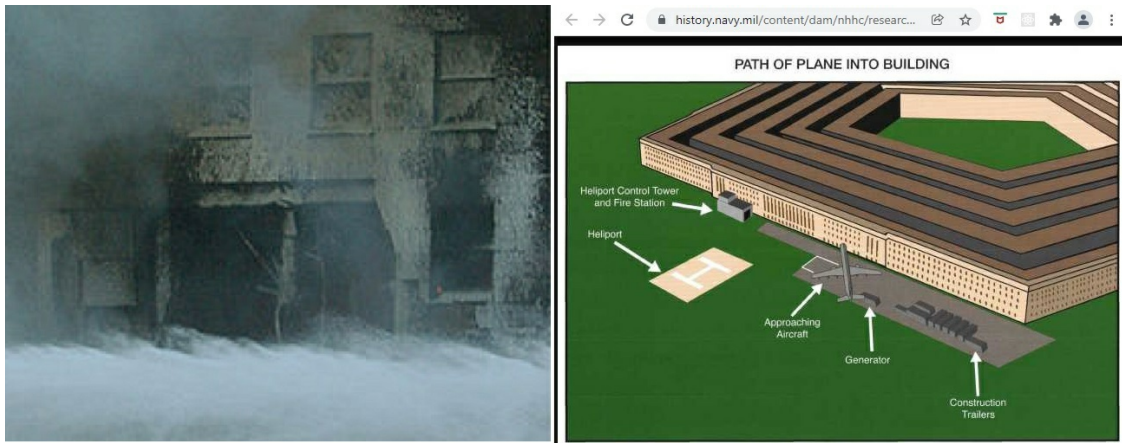 history.navy.mil/content/dam/nhhc/researc...
PATH OF PLANE INTO BUILDING
Heliport Control Tower
and Fire Station
Heliport
H
Approaching
Aircraft
Generator
Construction
Trailers